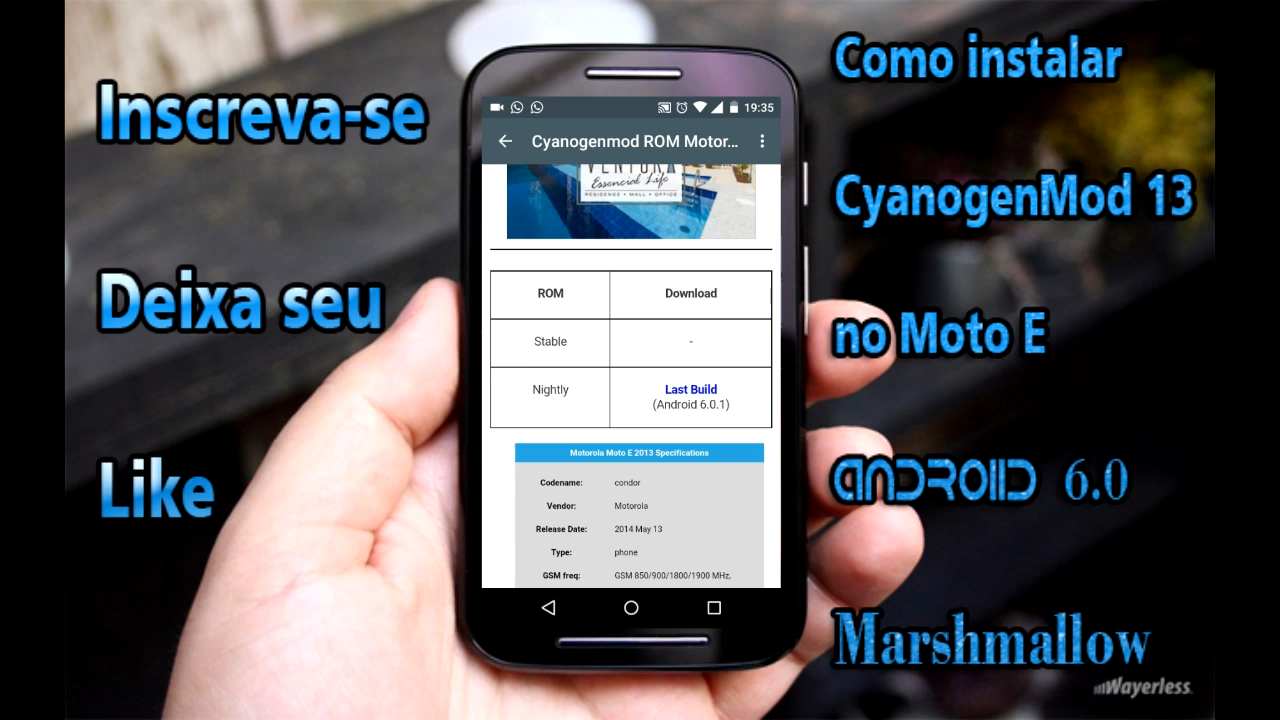 Inscreva-se
Deixa seu
Like
19:35
Cyanogenmod ROM Motor...
Essencial Life
RESIDENCE • MALL • OFFICE
ROM Download
Stable -
Nightly Last Build
(Android 6.0.1)
Motorola Moto E 2013 Specifications
Codename: condor
Vendor: Motorola
Release Date: 2014 May 13
Type: phone
GSM freq: GSM 850/900/1800/1900 MHz,
Como instalar
CyanogenMod 13
no Moto E
ANDROID 6.0
Marshmallow
Wayerless.